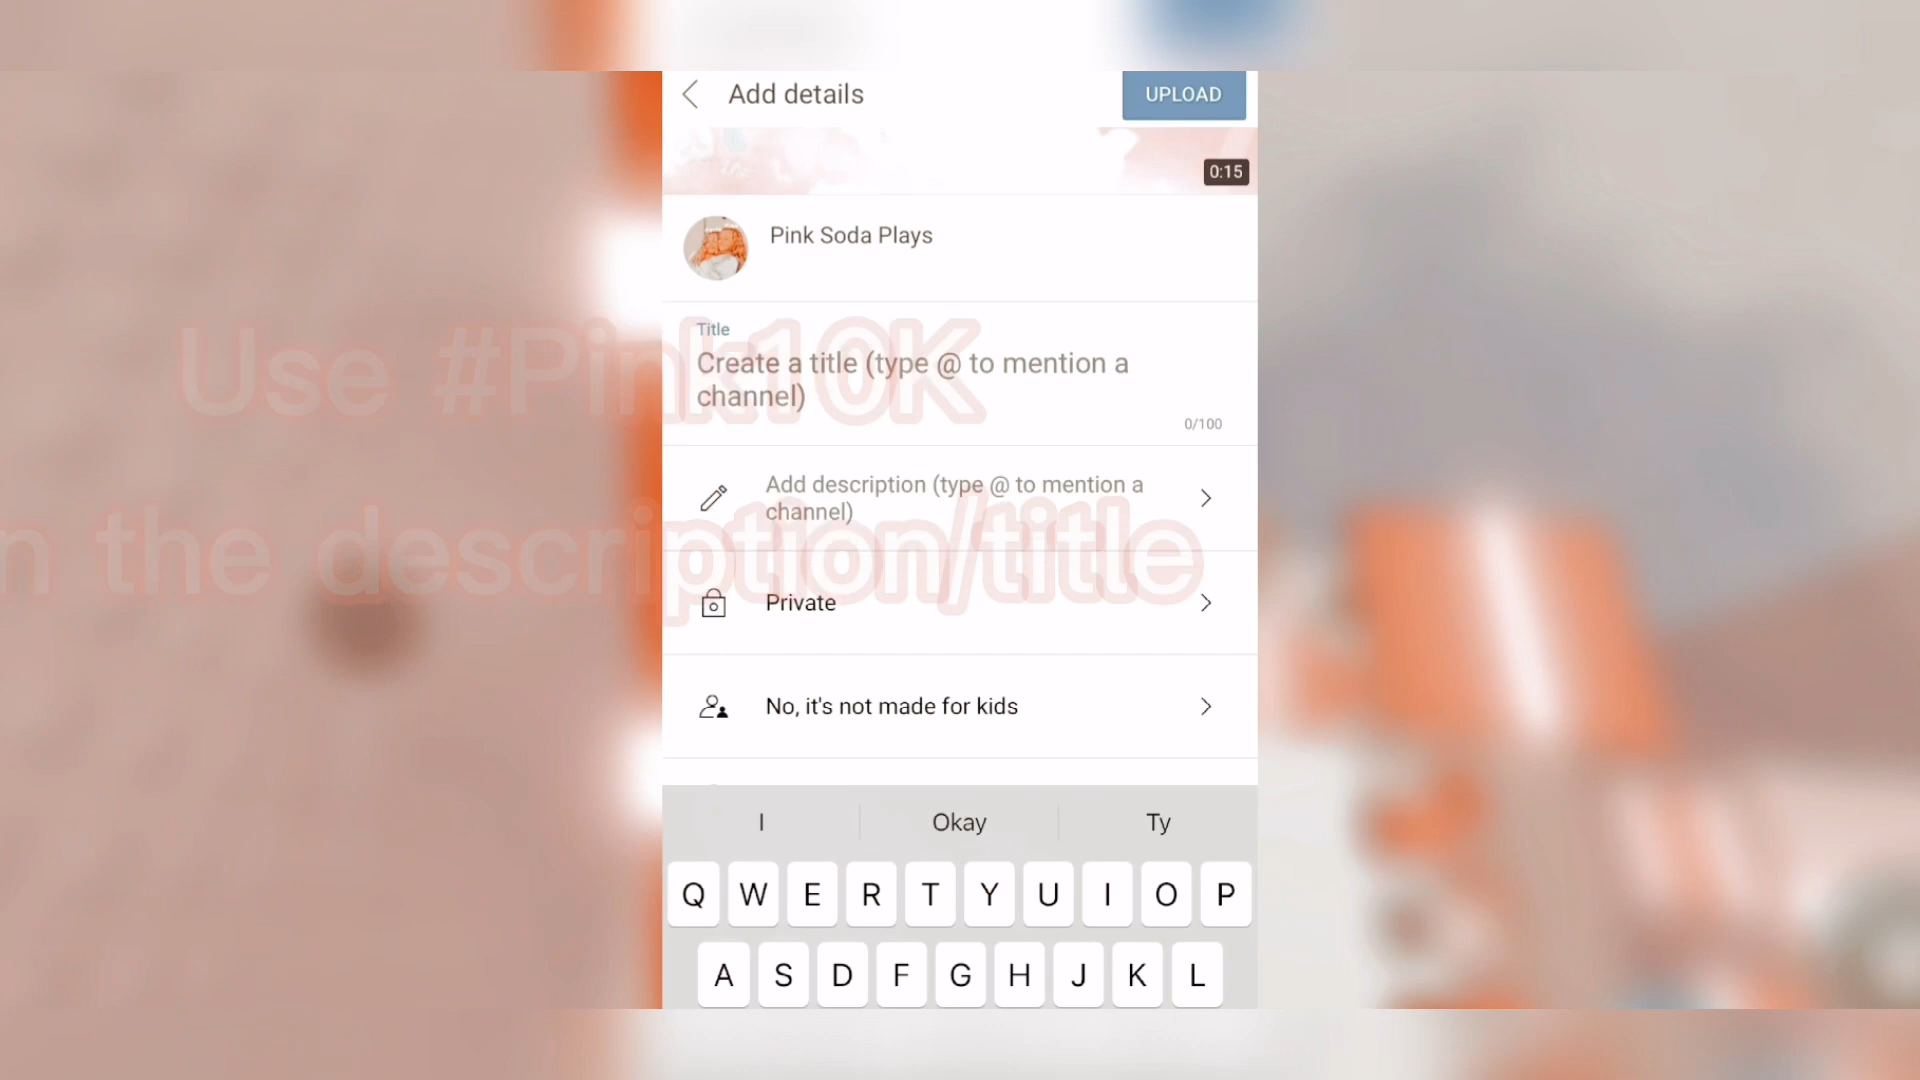 Add details
UPLOAD
0:15
Pink Soda Plays
Use #Pink10K
Title
Create a title (type @ to mention a
channel)
0/100
Add description (type @ to mention a
channel)
n the description/title
Private
No, it's not made for kids
I Okay Ty
Q W E R T Y U I O P
A S D F G H J K L